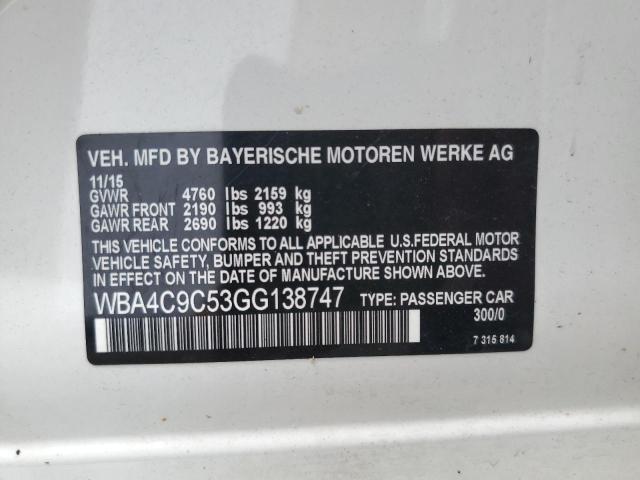 VEH. MFD BY BAYERISCHE MOTOREN WERKE AG
11/15
GVWR 4760 lbs 2159 kg
GAWR FRONT 2190 lbs 993 kg
GAWR REAR 2690 lbs 1220 kg
THIS VEHICLE CONFORMS TO ALL APPLICABLE U.S.FEDERAL MOTOR
VEHICLE SAFETY, BUMPER AND THEFT PREVENTION STANDARDS
IN EFFECT ON THE DATE OF MANUFACTURE SHOWN ABOVE.
WBA4C9C53GG138747 TYPE: PASSENGER CAR
300/0
7 315 814